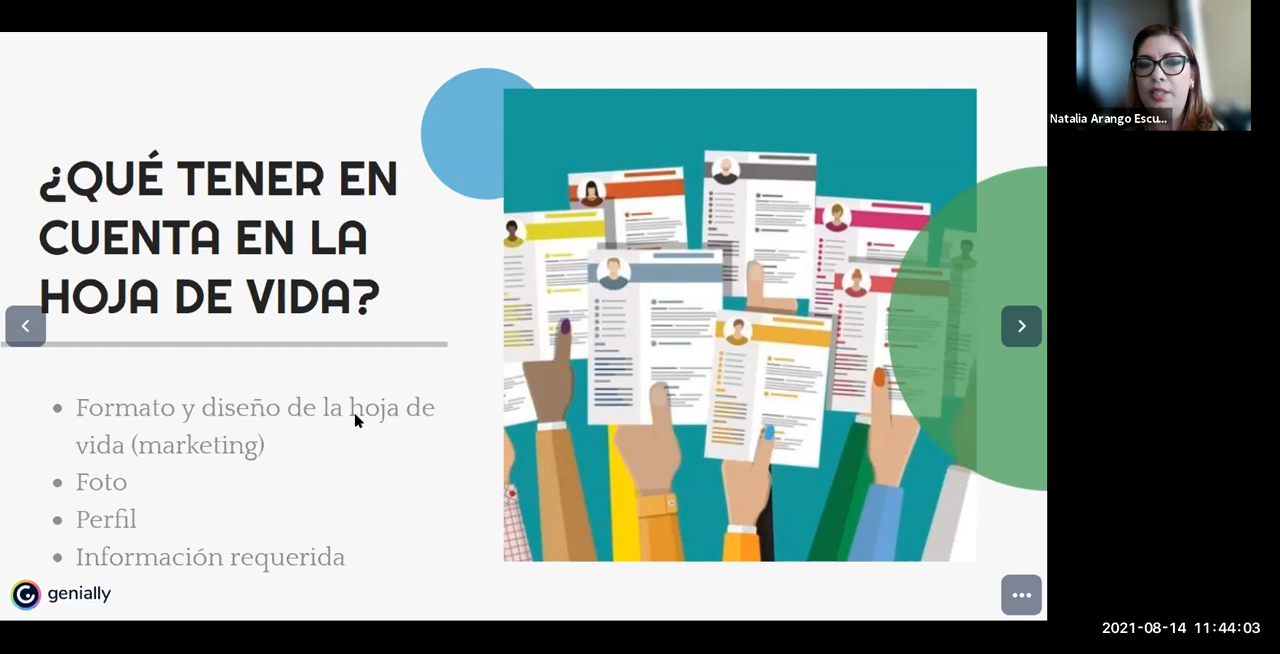 Natalia Arango Escu...
¿QUÉ TENER EN
CUENTA EN LA
HOJA DE VIDA?
Formato y diseño de la hoja de
vida (marketing)
Foto
Perfil
Información requerida
genially
2021-08-14 11:44:03